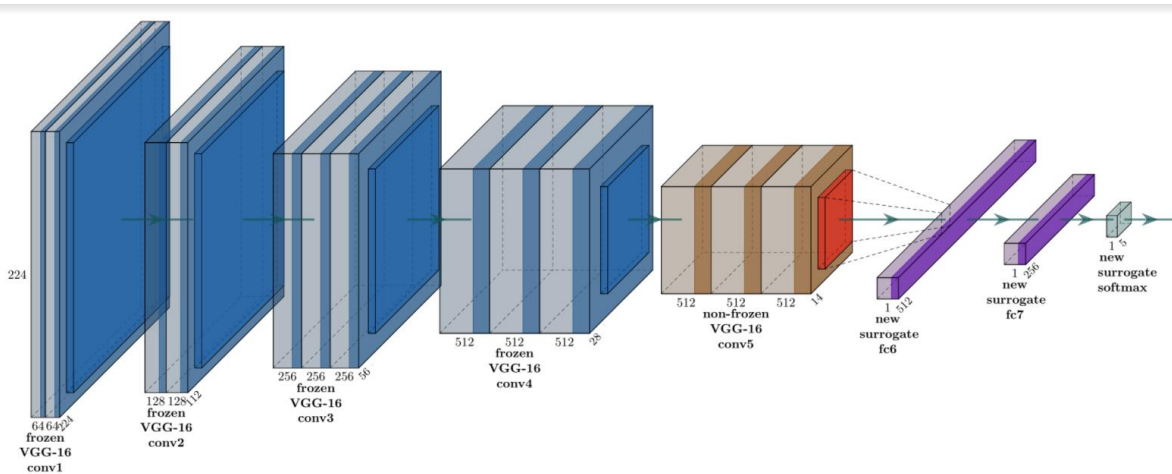 224
64 64 224
frozen
VGG-16
conv1
128 128 112
frozen
VGG-16
conv2
256 256 256 56
frozen
VGG-16
conv3
512 512 512 28
frozen
VGG-16
conv4
512 512 512 14
non-frozen
VGG-16
conv5
1 512
new
surrogate
fc6
1 256
new
surrogate
fc7
1 5
new
surrogate
softmax